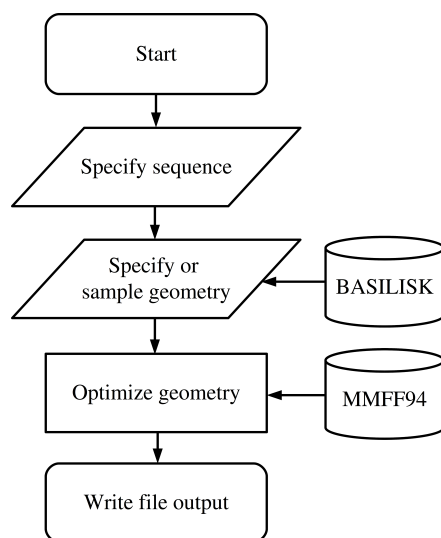 Start
Specify sequence
Specify or
sample geometry
BASILISK
Optimize geometry
MMFF94
Write file output